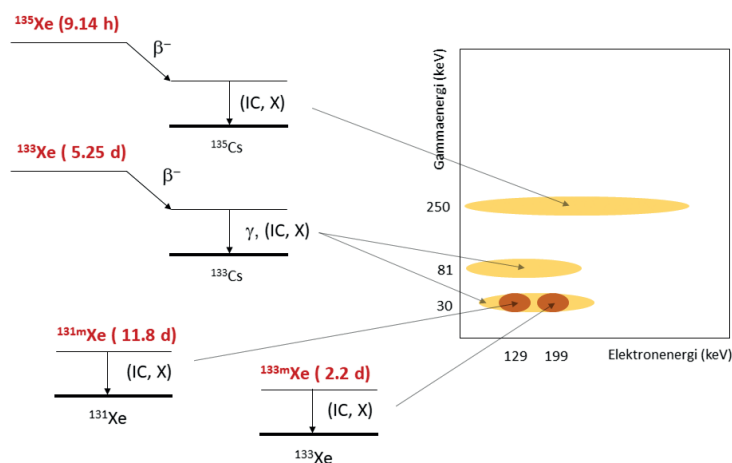 ¹³⁵Xe (9.14 h)
β⁻
(IC, X)
¹³⁵Cs
¹³³Xe ( 5.25 d)
β⁻
γ, (IC, X)
¹³³Cs
¹³¹ᵐXe ( 11.8 d)
(IC, X)
¹³¹Xe
¹³³ᵐXe ( 2.2 d)
(IC, X)
¹³³Xe
Gammaenergi (keV)
250
81
30
129 199 Elektronenergi (keV)